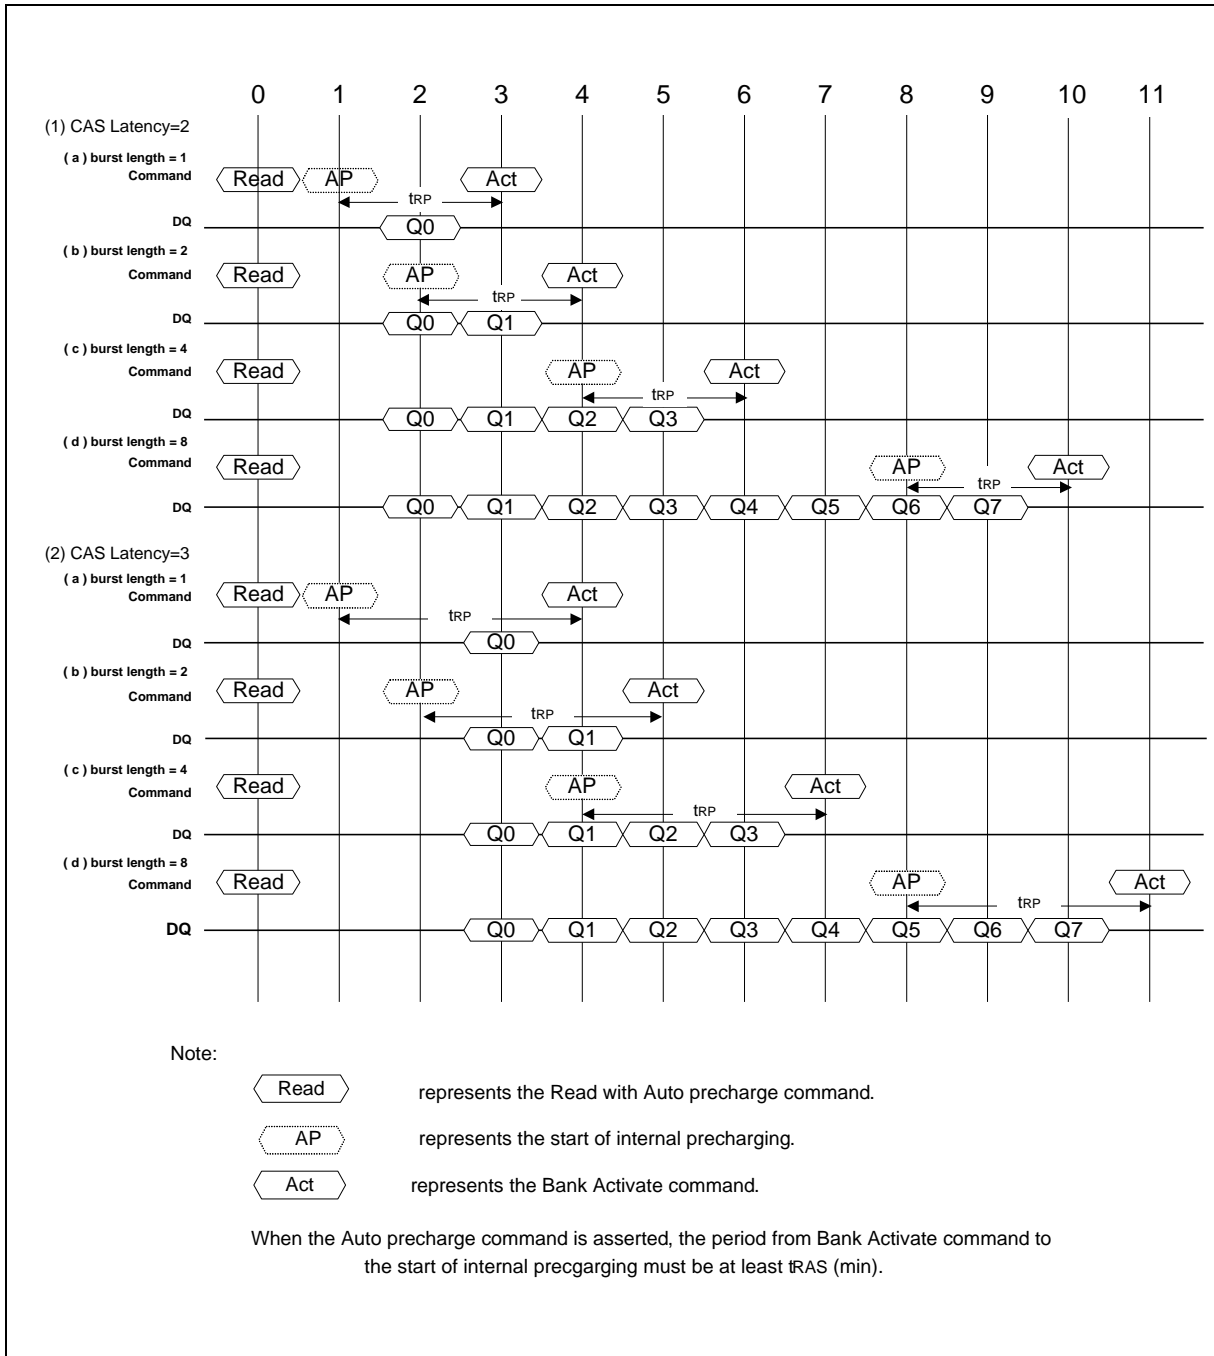 0 1 2 3 4 5 6 7 8 9 10 11
(1) CAS Latency=2
( a ) burst length = 1
Command Read AP Act
tRP
DQ Q0
( b ) burst length = 2
Command Read AP Act
tRP
DQ Q0 Q1
( c ) burst length = 4
Command Read AP Act
tRP
DQ Q0 Q1 Q2 Q3
( d ) burst length = 8
Command Read AP Act
tRP
DQ Q0 Q1 Q2 Q3 Q4 Q5 Q6 Q7
(2) CAS Latency=3
( a ) burst length = 1
Command Read AP Act
tRP
DQ Q0
( b ) burst length = 2
Command Read AP Act
tRP
DQ Q0 Q1
( c ) burst length = 4
Command Read AP Act
tRP
DQ Q0 Q1 Q2 Q3
( d ) burst length = 8
Command Read AP Act
tRP
DQ Q0 Q1 Q2 Q3 Q4 Q5 Q6 Q7
Note:
Read represents the Read with Auto precharge command.
AP represents the start of internal precharging.
Act represents the Bank Activate command.
When the Auto precharge command is asserted, the period from Bank Activate command to
the start of internal precgarging must be at least tRAS (min).